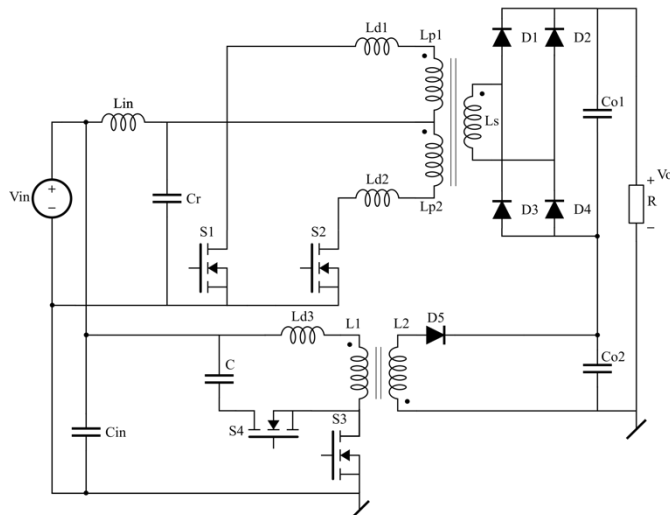 Ld1
Lp1
D1
D2
Lin
Ls
Co1
Vin
+
−
Cr
Ld2
Lp2
S1
S2
D3
D4
+
Vo
R
−
Ld3
L1
L2
D5
C
Co2
S4
S3
Cin